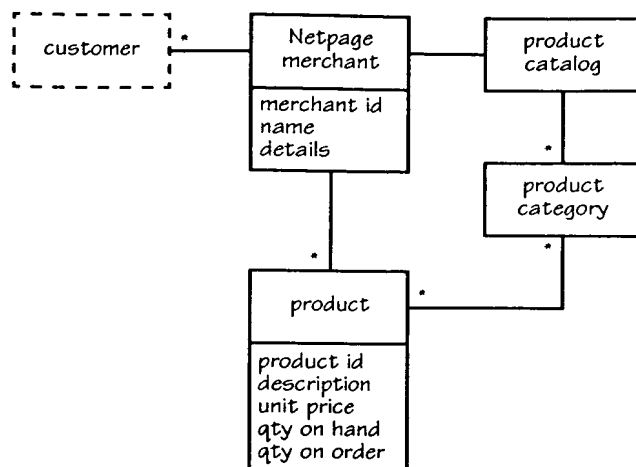 customer
*
Netpage
merchant
merchant id
name
details
product
catalog
*
product
category
*
*
*
product
product id
description
unit price
qty on hand
qty on order